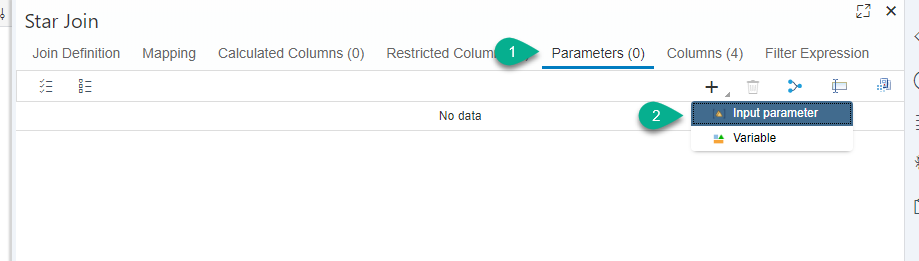 Star Join
Join Definition Mapping Calculated Columns (0) Restricted Colum 1 Parameters (0) Columns (4) Filter Expression
No data
2 Input parameter
Variable